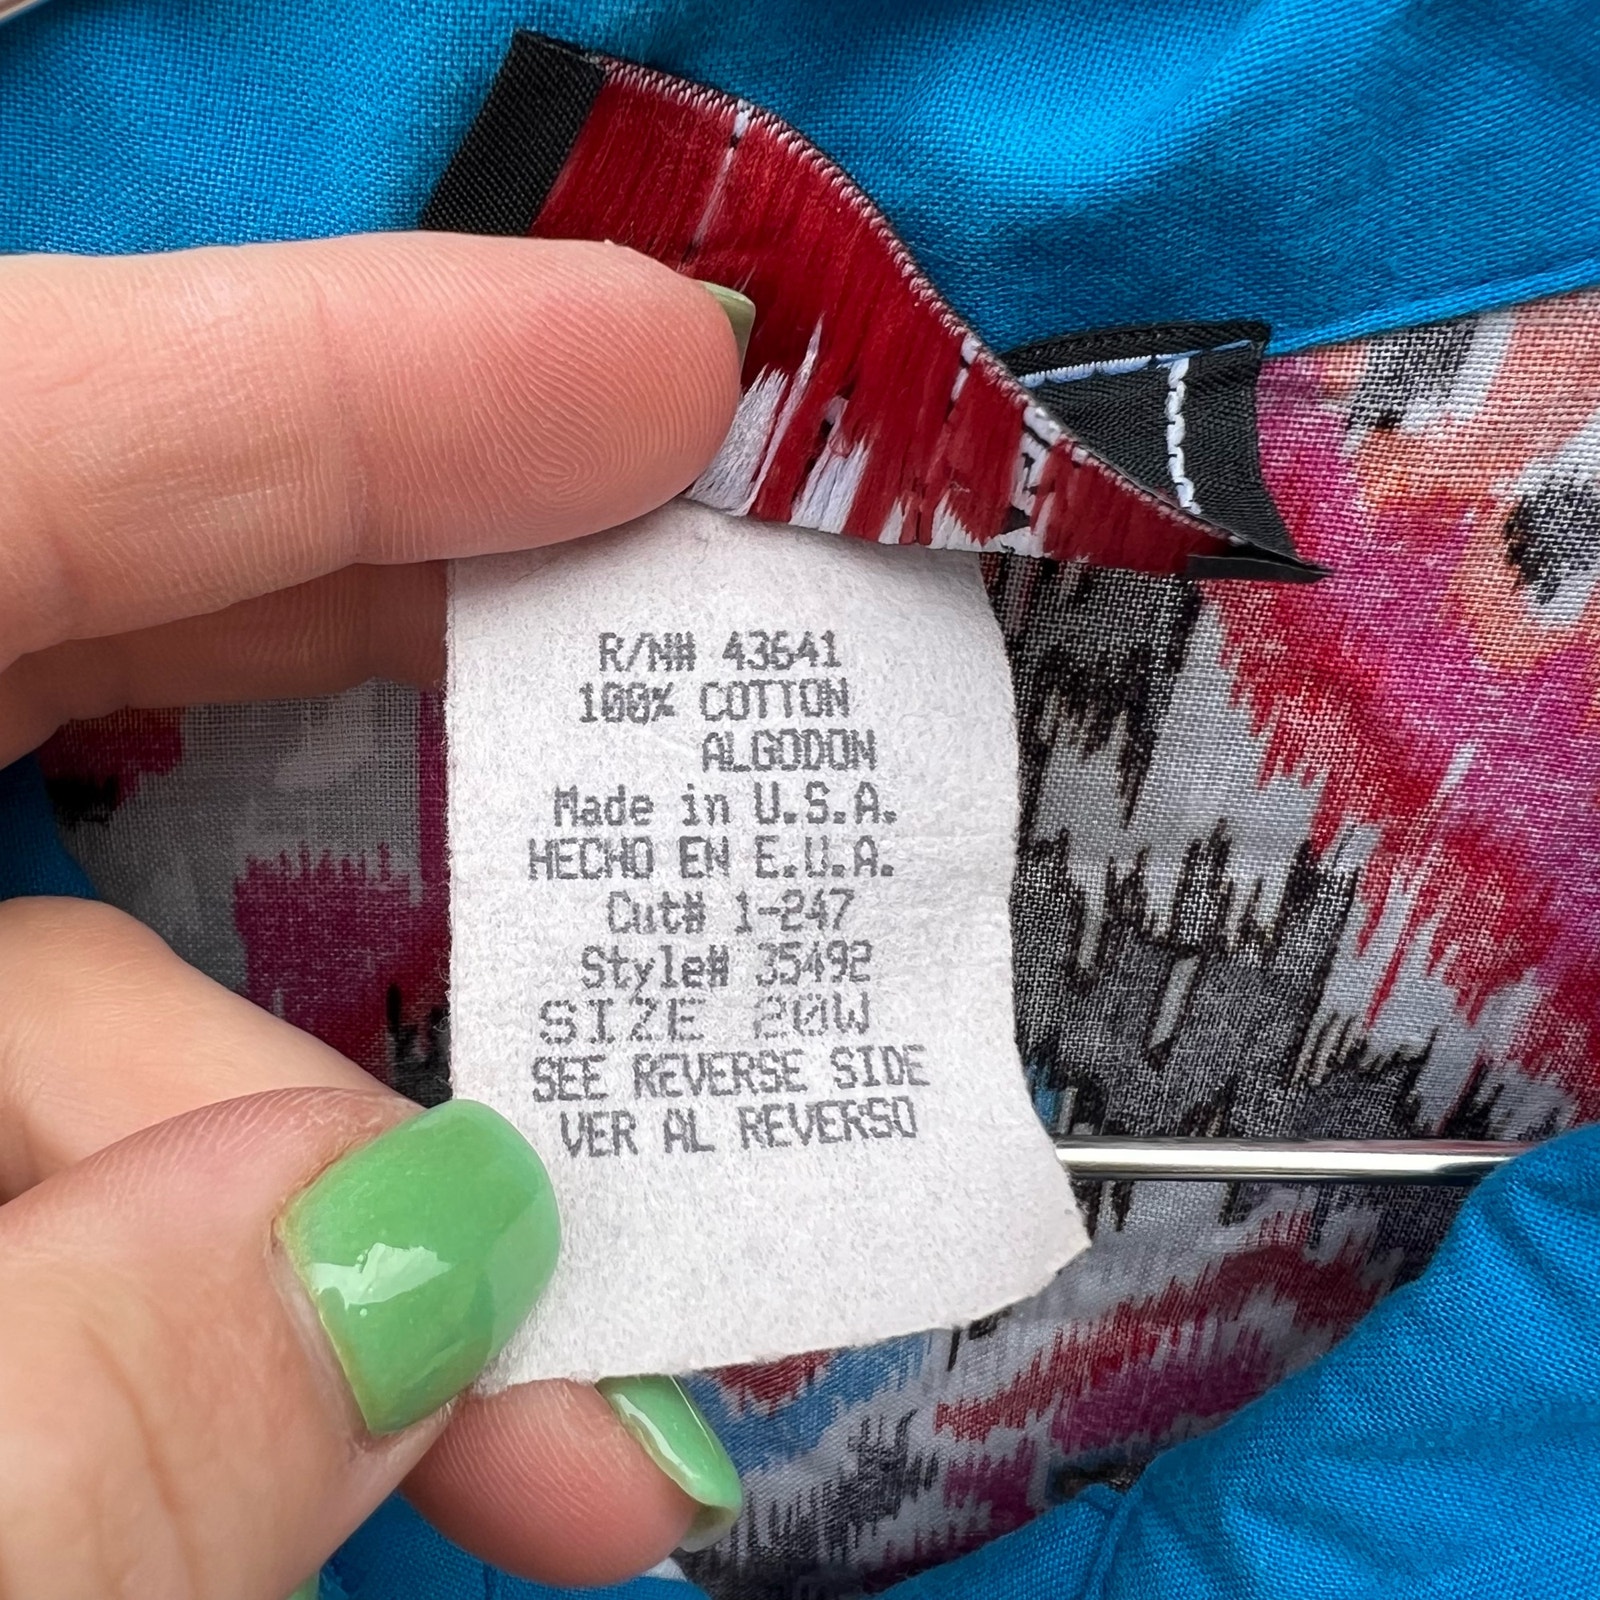 R/N# 43641
100% COTTON
ALGODON
Made in U.S.A.
HECHO EN E.U.A.
Cut# 1-247
Style# 35492
SIZE 20W
SEE REVERSE SIDE
VER AL REVERSO